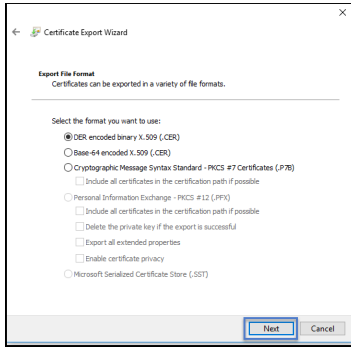 Certificate Export Wizard
Export File Format
Certificates can be exported in a variety of file formats.
Select the format you want to use:
DER encoded binary X.509 (.CER)
Base-64 encoded X.509 (.CER)
Cryptographic Message Syntax Standard - PKCS #7 Certificates (.P7B)
Include all certificates in the certification path if possible
Personal Information Exchange - PKCS #12 (.PFX)
Include all certificates in the certification path if possible
Delete the private key if the export is successful
Export all extended properties
Enable certificate privacy
Microsoft Serialized Certificate Store (.SST)
Next Cancel